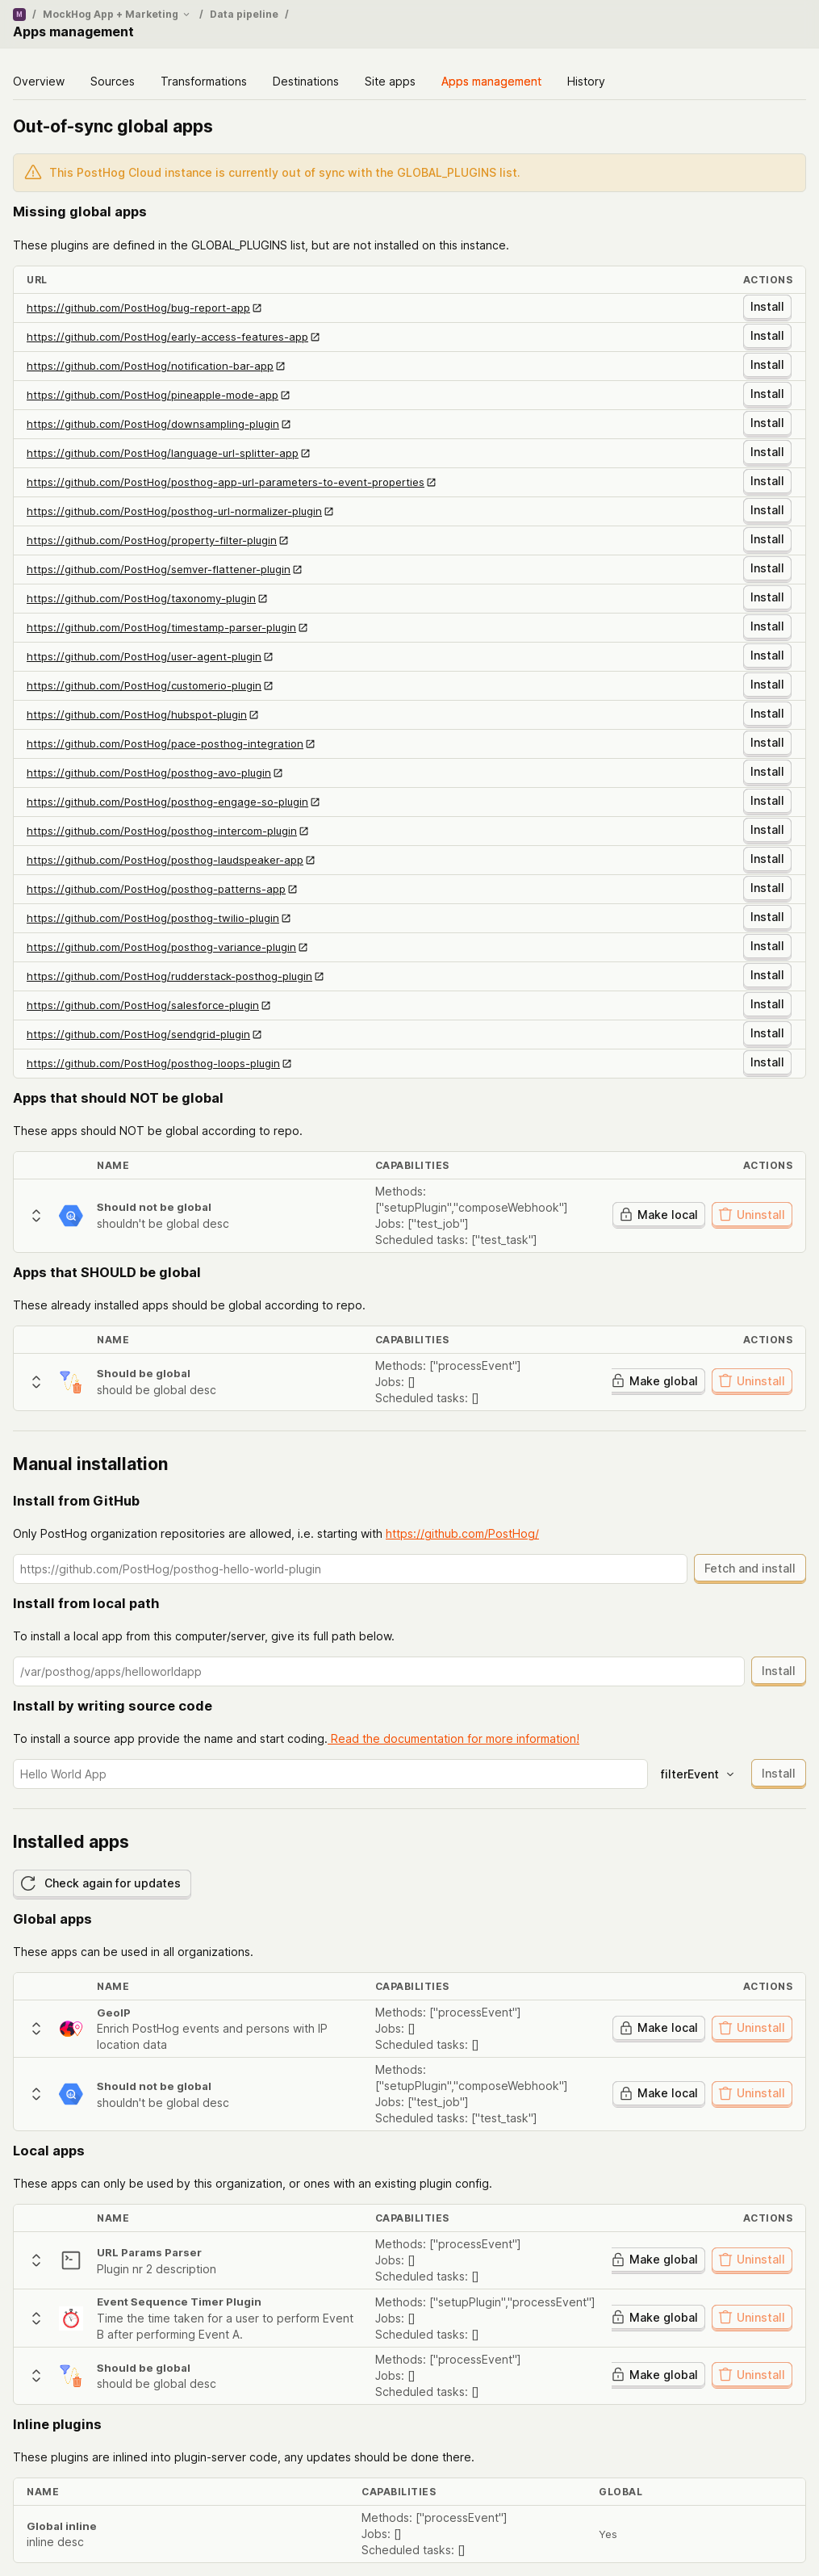 M / MockHog App + Marketing / Data pipeline /
Apps management
Overview Sources Transformations Destinations Site apps Apps management History
Out-of-sync global apps
This PostHog Cloud instance is currently out of sync with the GLOBAL_PLUGINS list.
Missing global apps
These plugins are defined in the GLOBAL_PLUGINS list, but are not installed on this instance.
URL ACTIONS
https://github.com/PostHog/bug-report-app Install
https://github.com/PostHog/early-access-features-app Install
https://github.com/PostHog/notification-bar-app Install
https://github.com/PostHog/pineapple-mode-app Install
https://github.com/PostHog/downsampling-plugin Install
https://github.com/PostHog/language-url-splitter-app Install
https://github.com/PostHog/posthog-app-url-parameters-to-event-properties Install
https://github.com/PostHog/posthog-url-normalizer-plugin Install
https://github.com/PostHog/property-filter-plugin Install
https://github.com/PostHog/semver-flattener-plugin Install
https://github.com/PostHog/taxonomy-plugin Install
https://github.com/PostHog/timestamp-parser-plugin Install
https://github.com/PostHog/user-agent-plugin Install
https://github.com/PostHog/customerio-plugin Install
https://github.com/PostHog/hubspot-plugin Install
https://github.com/PostHog/pace-posthog-integration Install
https://github.com/PostHog/posthog-avo-plugin Install
https://github.com/PostHog/posthog-engage-so-plugin Install
https://github.com/PostHog/posthog-intercom-plugin Install
https://github.com/PostHog/posthog-laudspeaker-app Install
https://github.com/PostHog/posthog-patterns-app Install
https://github.com/PostHog/posthog-twilio-plugin Install
https://github.com/PostHog/posthog-variance-plugin Install
https://github.com/PostHog/rudderstack-posthog-plugin Install
https://github.com/PostHog/salesforce-plugin Install
https://github.com/PostHog/sendgrid-plugin Install
https://github.com/PostHog/posthog-loops-plugin Install
Apps that should NOT be global
These apps should NOT be global according to repo.
NAME CAPABILITIES ACTIONS
Should not be global
shouldn't be global desc
Methods:
["setupPlugin","composeWebhook"]
Jobs: ["test_job"]
Scheduled tasks: ["test_task"]
Make local Uninstall
Apps that SHOULD be global
These already installed apps should be global according to repo.
NAME CAPABILITIES ACTIONS
Should be global
should be global desc
Methods: ["processEvent"]
Jobs: []
Scheduled tasks: []
Make global Uninstall
Manual installation
Install from GitHub
Only PostHog organization repositories are allowed, i.e. starting with https://github.com/PostHog/
https://github.com/PostHog/posthog-hello-world-plugin Fetch and install
Install from local path
To install a local app from this computer/server, give its full path below.
/var/posthog/apps/helloworldapp Install
Install by writing source code
To install a source app provide the name and start coding. Read the documentation for more information!
Hello World App filterEvent Install
Installed apps
Check again for updates
Global apps
These apps can be used in all organizations.
NAME CAPABILITIES ACTIONS
GeoIP
Enrich PostHog events and persons with IP
location data
Methods: ["processEvent"]
Jobs: []
Scheduled tasks: []
Make local Uninstall
Should not be global
shouldn't be global desc
Methods:
["setupPlugin","composeWebhook"]
Jobs: ["test_job"]
Scheduled tasks: ["test_task"]
Make local Uninstall
Local apps
These apps can only be used by this organization, or ones with an existing plugin config.
NAME CAPABILITIES ACTIONS
URL Params Parser
Plugin nr 2 description
Methods: ["processEvent"]
Jobs: []
Scheduled tasks: []
Make global Uninstall
Event Sequence Timer Plugin
Time the time taken for a user to perform Event
B after performing Event A.
Methods: ["setupPlugin","processEvent"]
Jobs: []
Scheduled tasks: []
Make global Uninstall
Should be global
should be global desc
Methods: ["processEvent"]
Jobs: []
Scheduled tasks: []
Make global Uninstall
Inline plugins
These plugins are inlined into plugin-server code, any updates should be done there.
NAME CAPABILITIES GLOBAL
Global inline
inline desc
Methods: ["processEvent"]
Jobs: []
Scheduled tasks: []
Yes